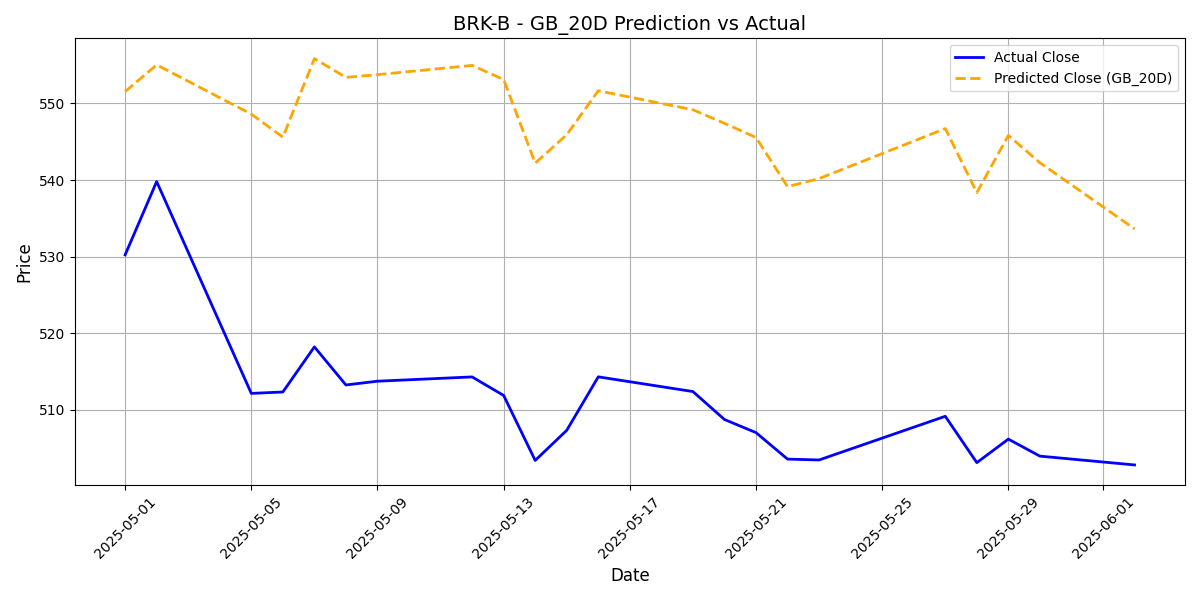 BRK-B - GB_20D Prediction vs Actual
Actual Close
Predicted Close (GB_20D)
Price
550
540
530
520
510
2025-05-01
2025-05-05
2025-05-09
2025-05-13
2025-05-17
2025-05-21
2025-05-25
2025-05-29
2025-06-01
Date